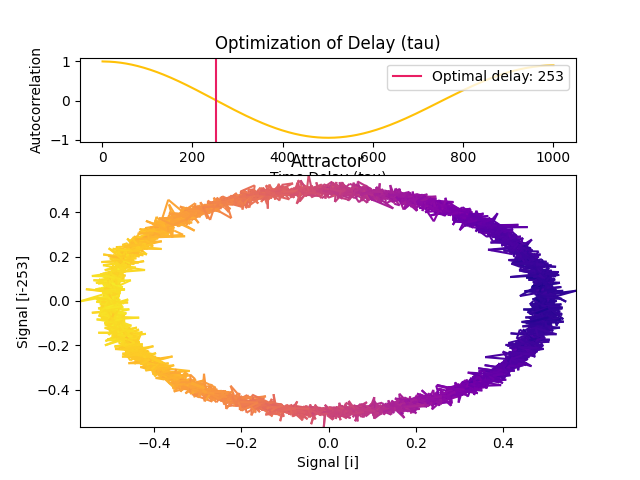 Optimization of Delay (tau)
Autocorrelation
1
0
−1
Optimal delay: 253
0 200 400 600 800 1000
Time Delay (tau)
Attractor
Signal [i-253]
0.4
0.2
0.0
−0.2
−0.4
−0.4 −0.2 0.0 0.2 0.4
Signal [i]